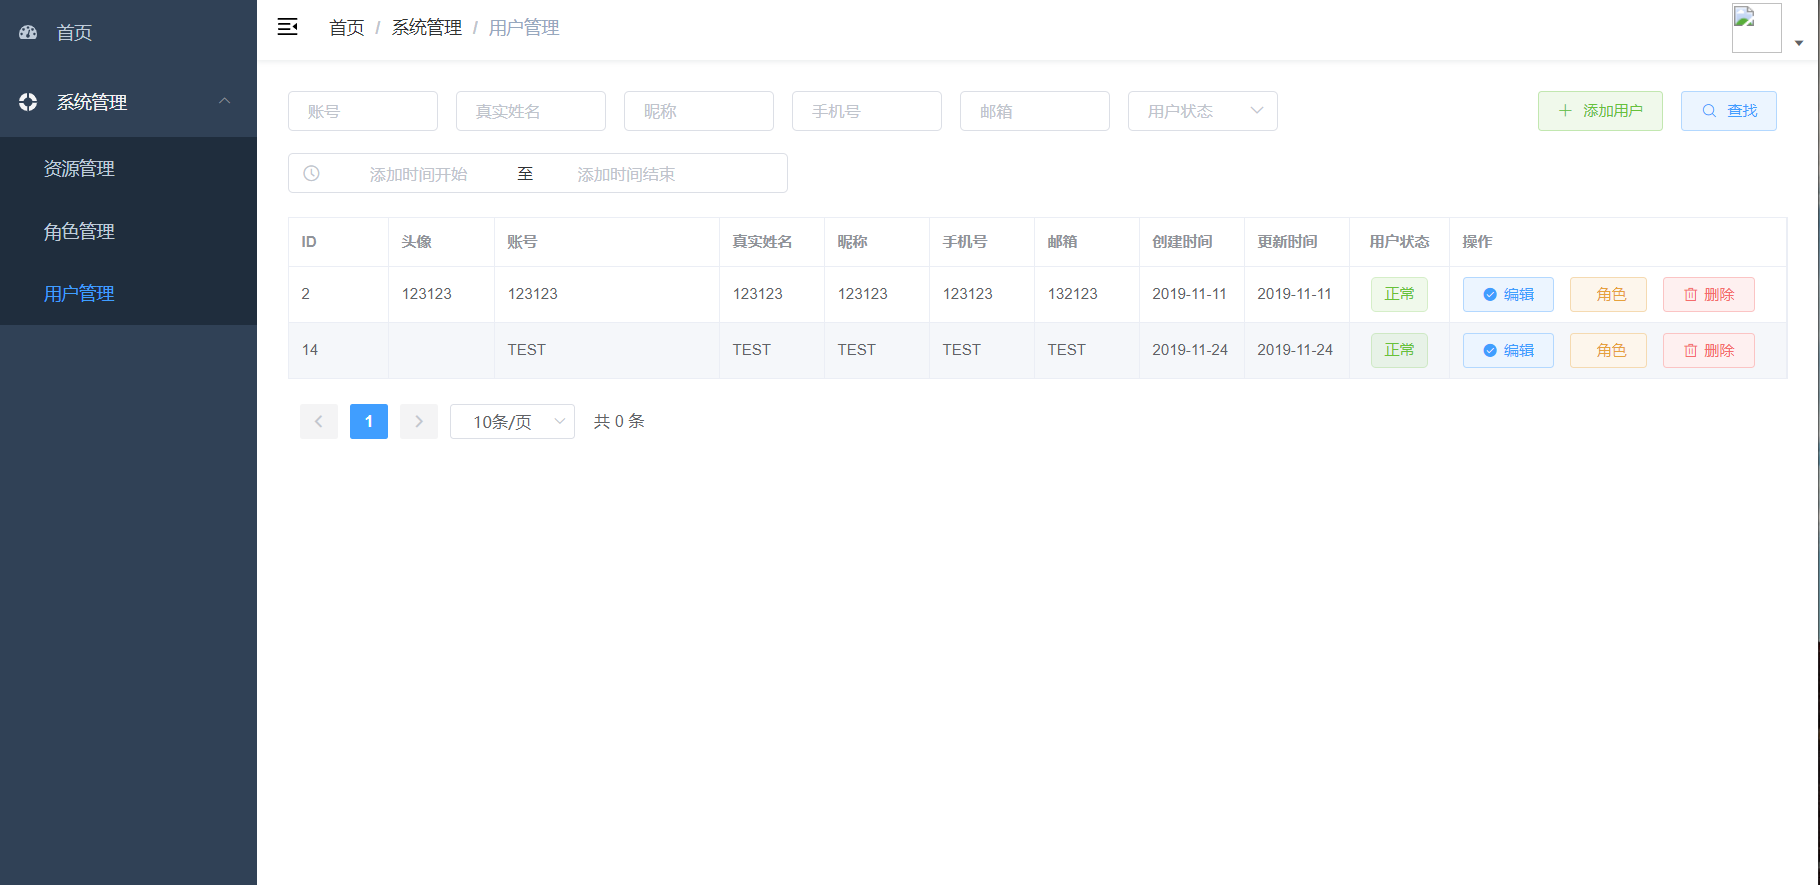 首页
系统管理
资源管理
角色管理
用户管理
首页 / 系统管理 / 用户管理
账号 真实姓名 昵称 手机号 邮箱 用户状态 添加用户 查找
添加时间开始 至 添加时间结束
ID 头像 账号 真实姓名 昵称 手机号 邮箱 创建时间 更新时间 用户状态 操作
2 123123 123123 123123 123123 123123 132123 2019-11-11 2019-11-11 正常 编辑 角色 删除
14 TEST TEST TEST TEST TEST 2019-11-24 2019-11-24 正常 编辑 角色 删除
1 10条/页 共 0 条